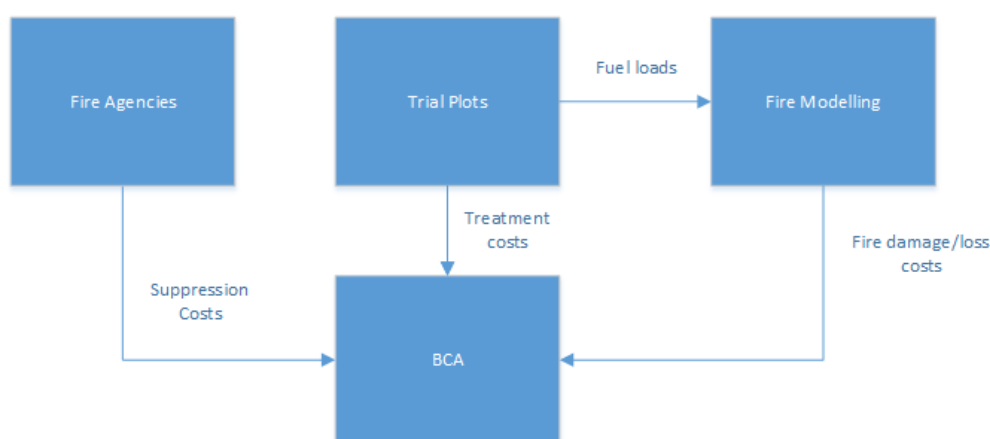 Fuel loads
Fire Agencies
Trial Plots
Fire Modelling
Treatment
costs
Fire damage/loss
costs
Suppression
Costs
BCA